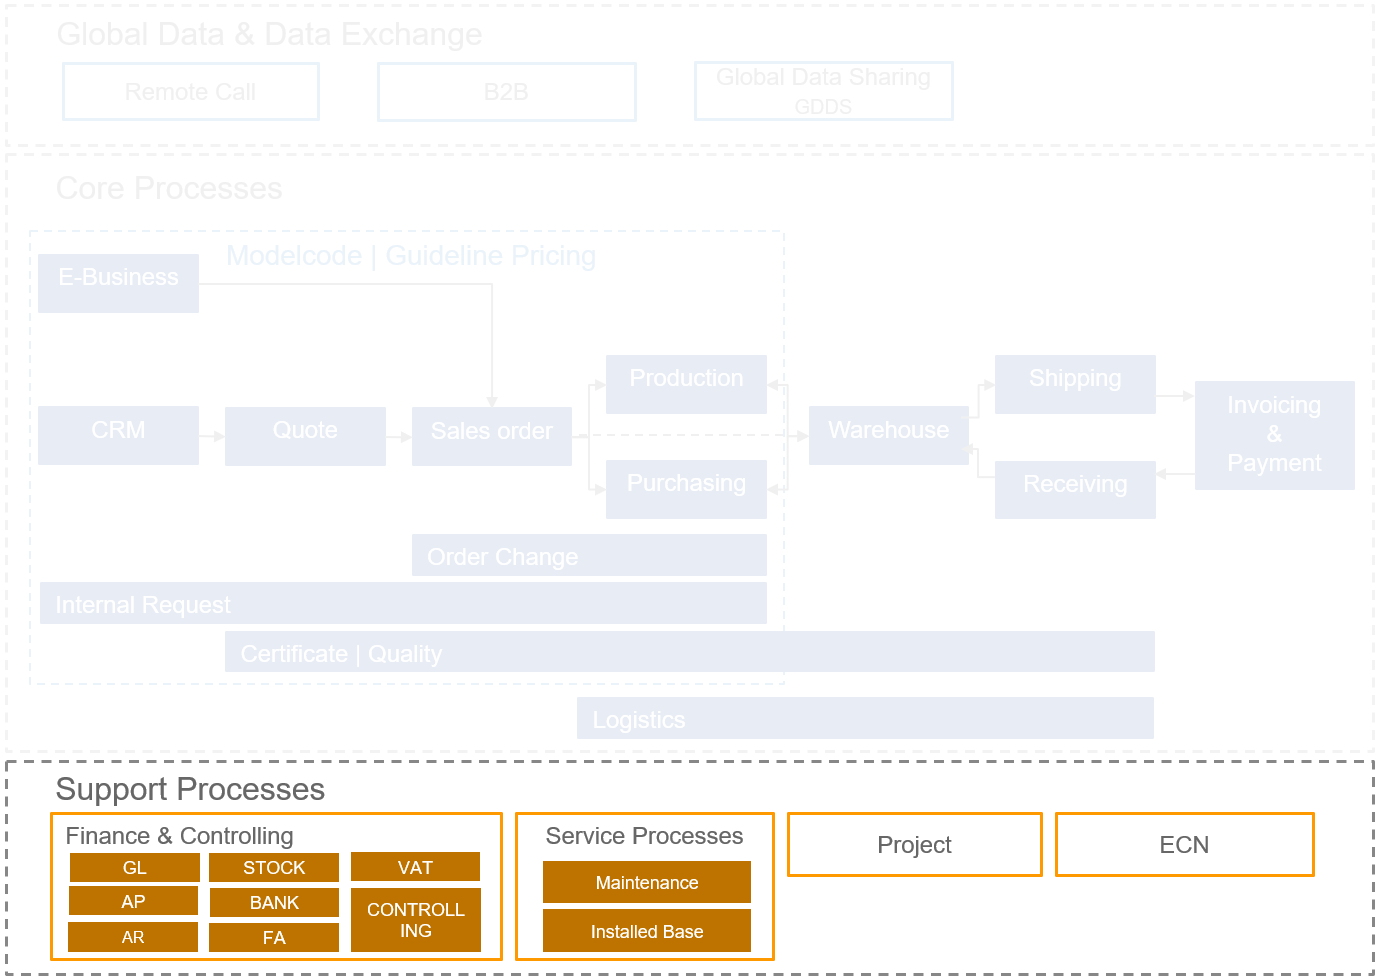 Global Data & Data Exchange
Remote Call
B2B
Global Data Sharing
GDDS
Core Processes
Modelcode | Guideline Pricing
E-Business
CRM
Quote
Sales order
Production
Purchasing
Warehouse
Shipping
Receiving
Invoicing
&
Payment
Order Change
Internal Request
Certificate | Quality
Logistics
Support Processes
Finance & Controlling
GL
STOCK
VAT
AP
BANK
CONTROLL
ING
AR
FA
Service Processes
Maintenance
Installed Base
Project
ECN